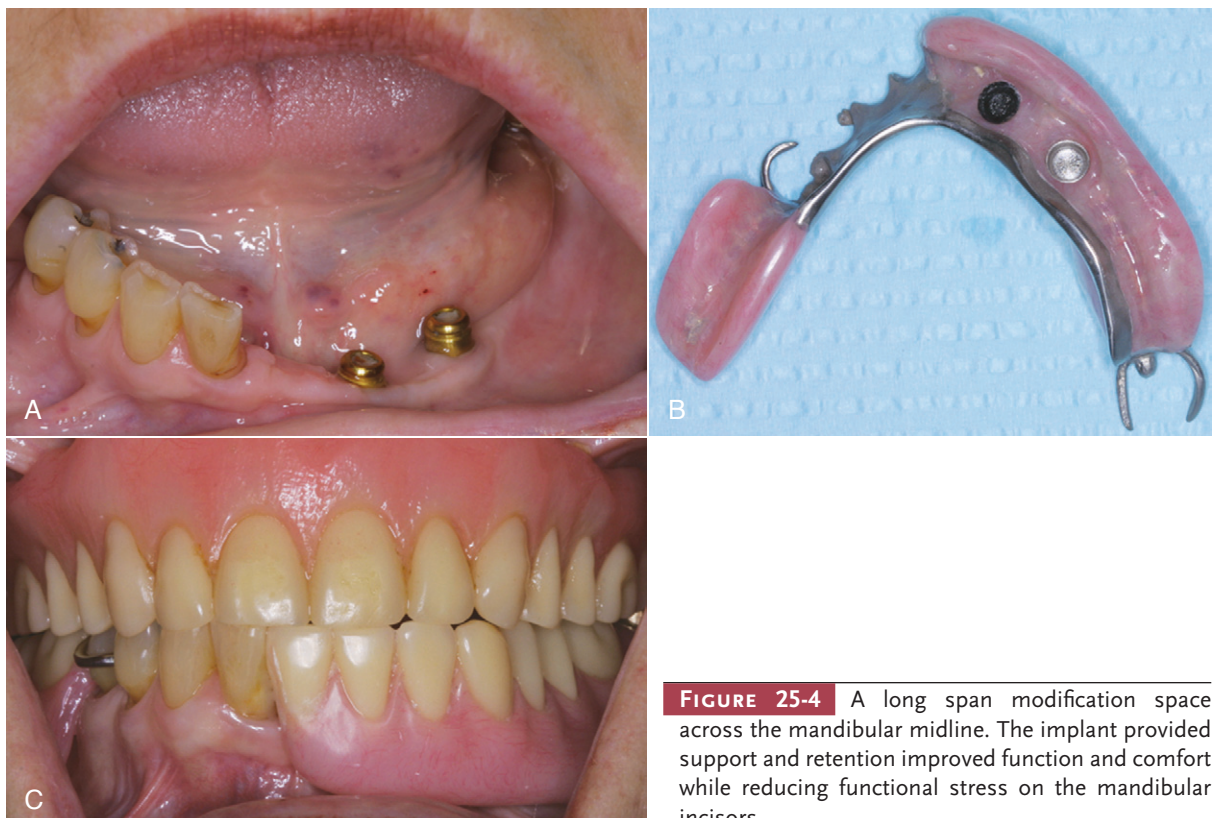 A
B
C
FIGURE 25-4 A long span modification space
across the mandibular midline. The implant provided
support and retention improved function and comfort
while reducing functional stress on the mandibular
incisors